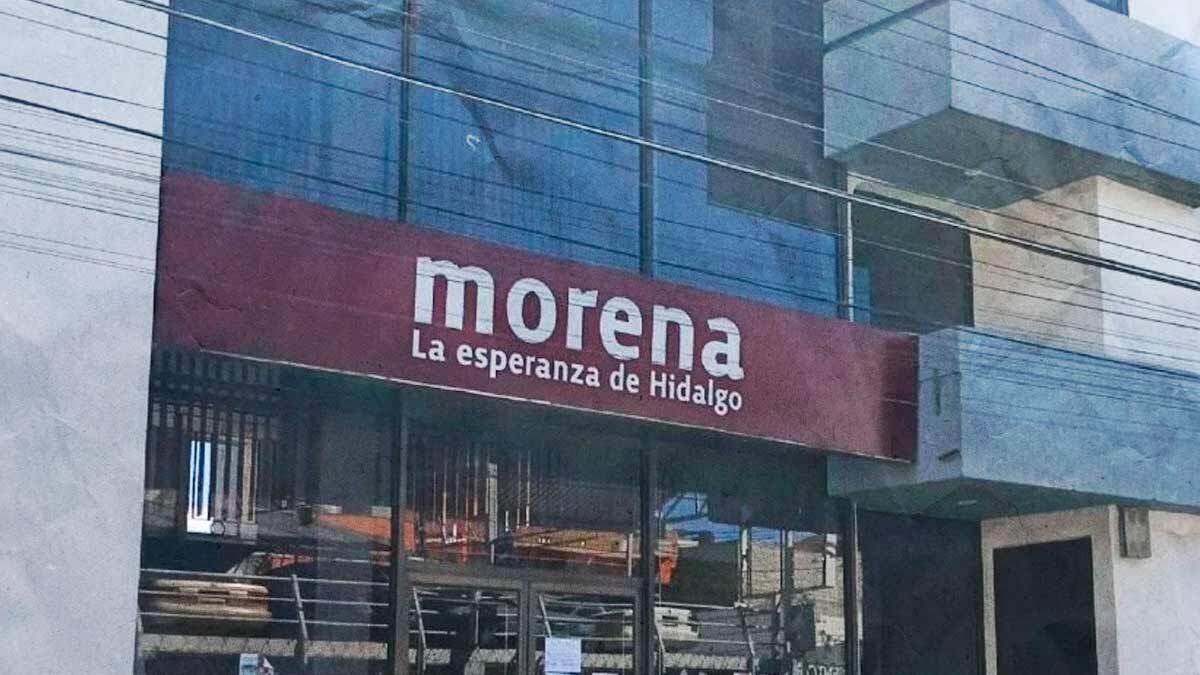 morena
La esperanza de Hidalgo